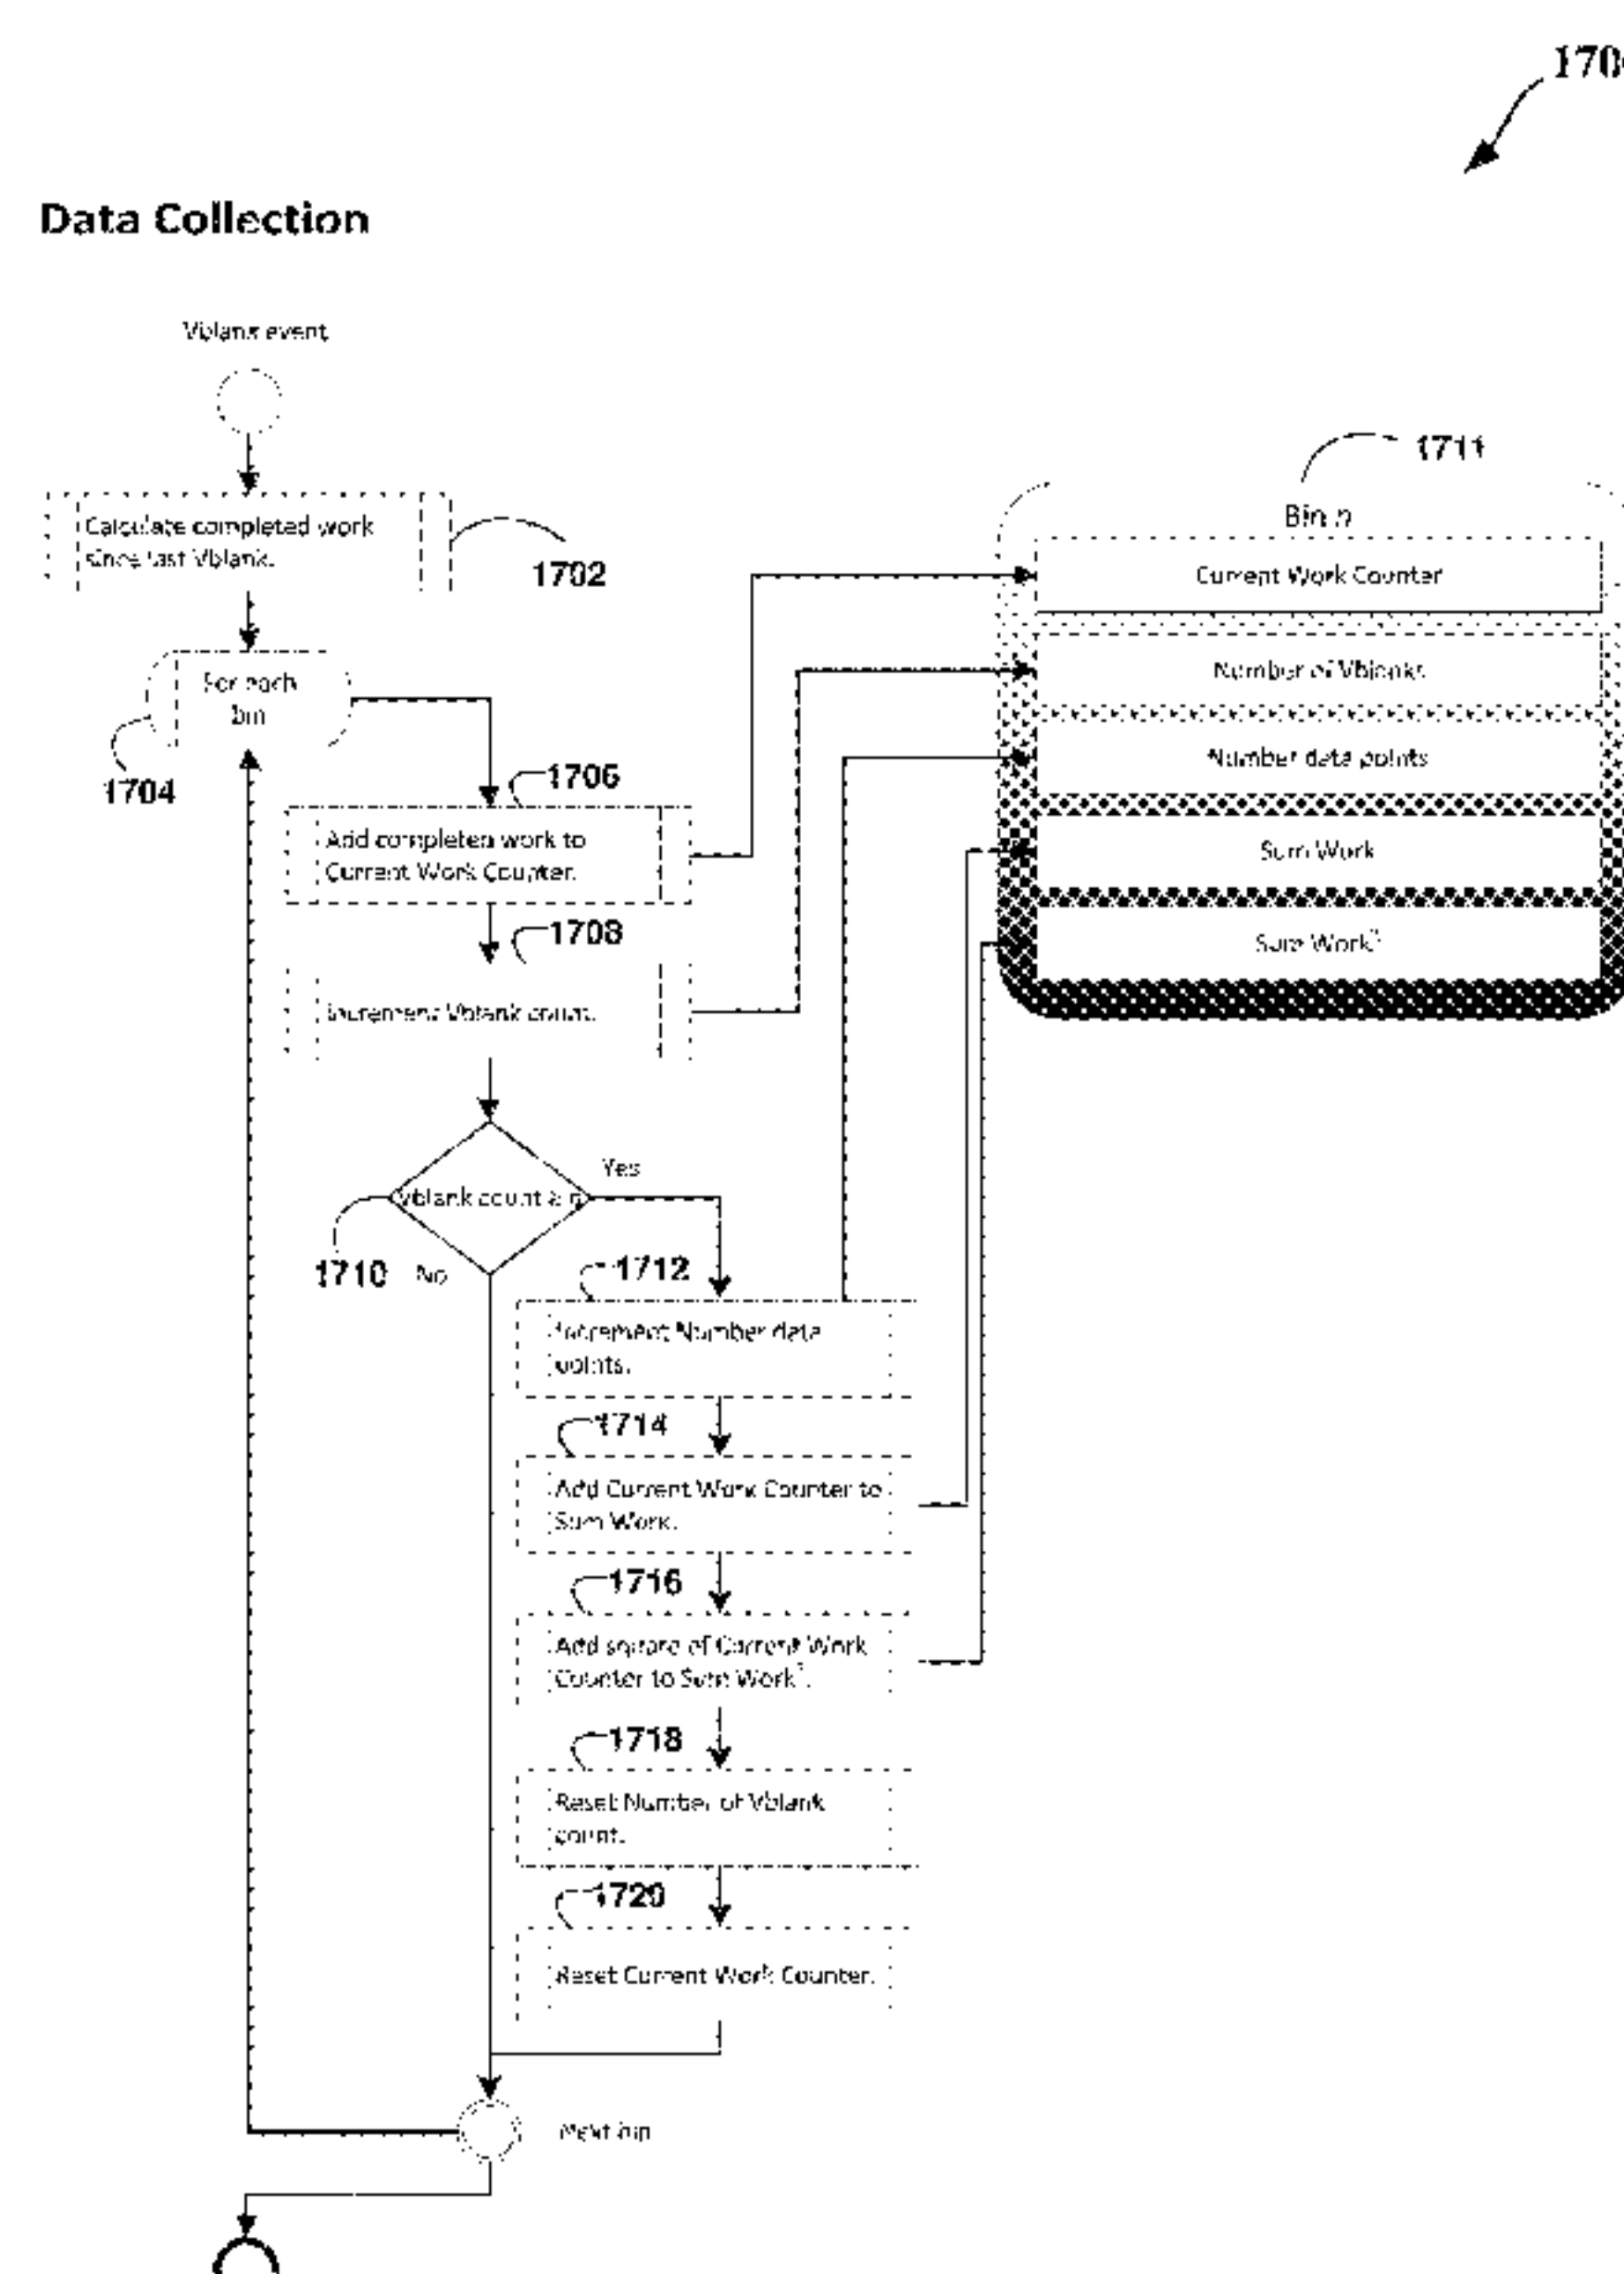 Data Collection
Vblank event
Calculate completed work
since last Vblank.
1702
For each
bin
1704
1706
Add completed work to
Current Work Counter.
1708
Increment Vblank count.
Vblank count ≥ n
Yes
1710
No
1712
Increment Number data
points.
1714
Add Current Work Counter to
Sum Work.
1716
Add square of Current Work
Counter to Sum Work².
1718
Reset Number of Vblank
count.
1720
Reset Current Work Counter.
Next bin
1711
Bin n
Current Work Counter
Number of Vblanks
Number data points
Sum Work
Sum Work²